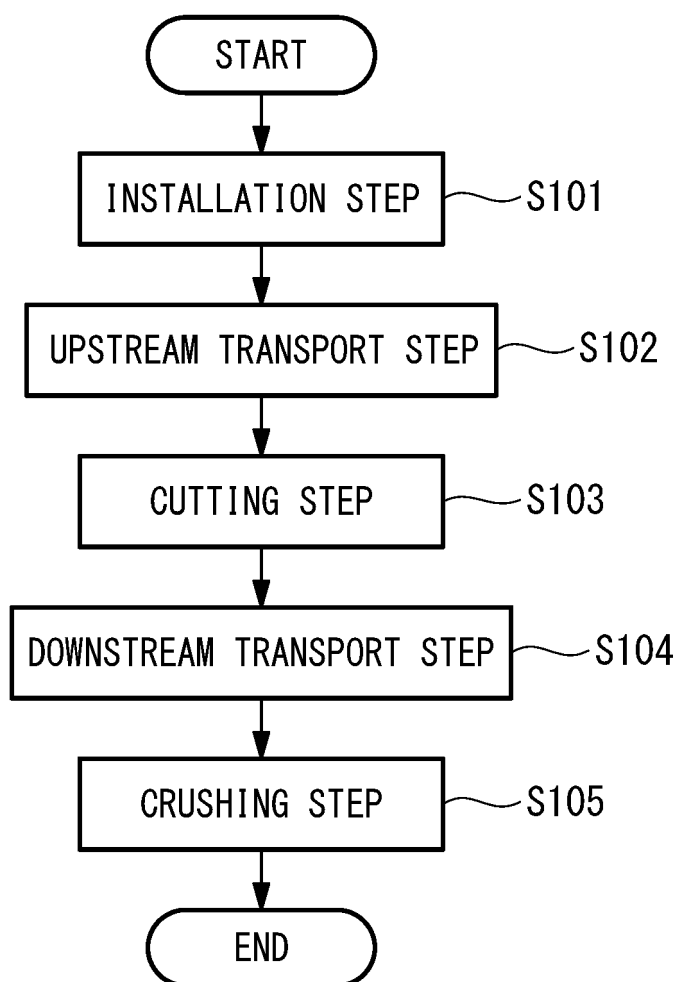 START
INSTALLATION STEP S101
UPSTREAM TRANSPORT STEP S102
CUTTING STEP S103
DOWNSTREAM TRANSPORT STEP S104
CRUSHING STEP S105
END